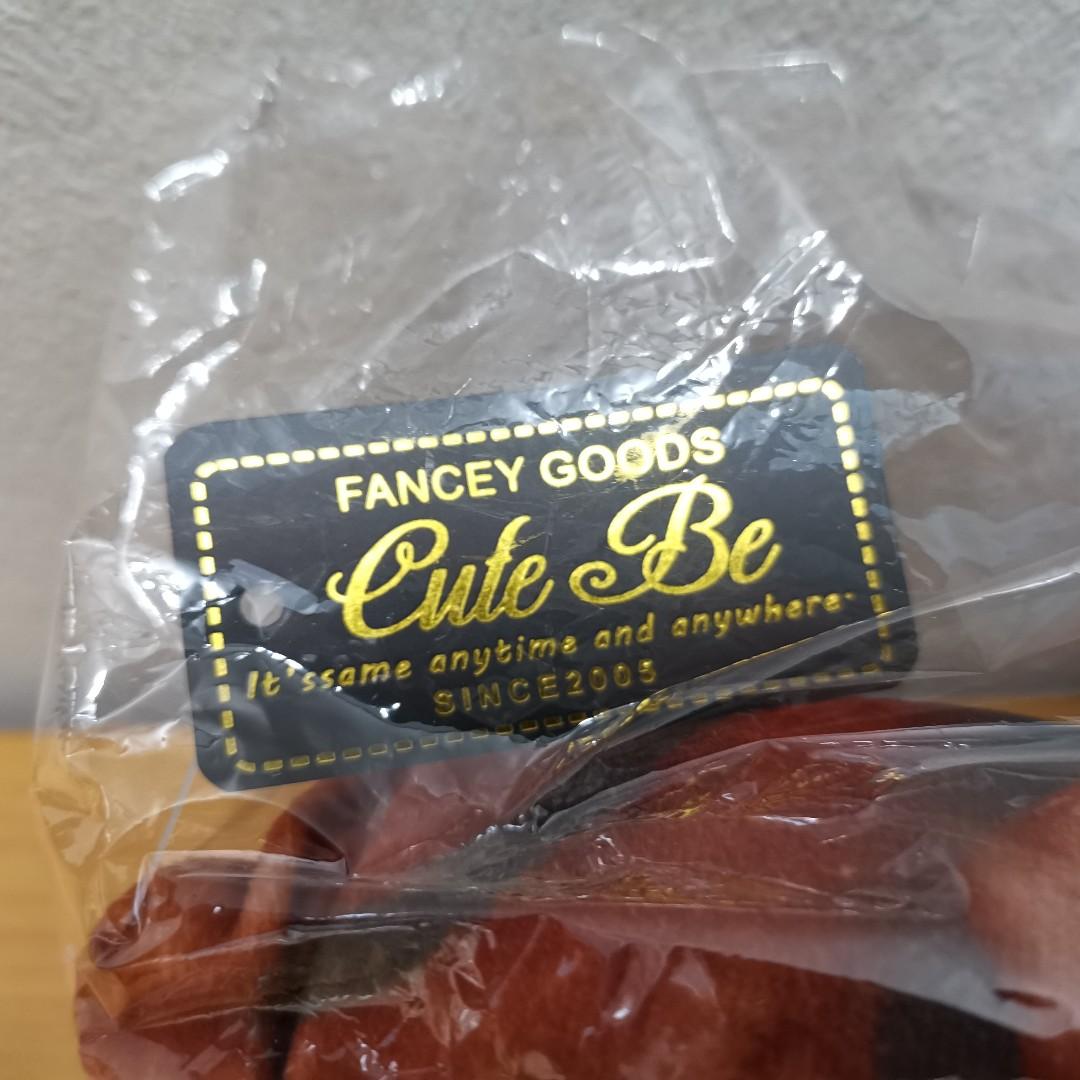 FANCEY GOODS
Cute Be
It'ssame anytime and anywhere.
SINCE2005